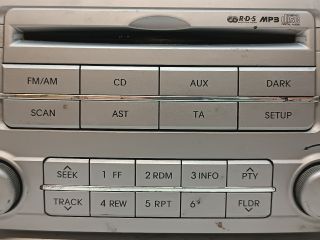 RDS MP3
FM/AM CD AUX DARK
SCAN AST TA SETUP
SEEK 1 FF 2 RDM 3 INFO PTY
TRACK 4 REW 5 RPT 6 FLDR